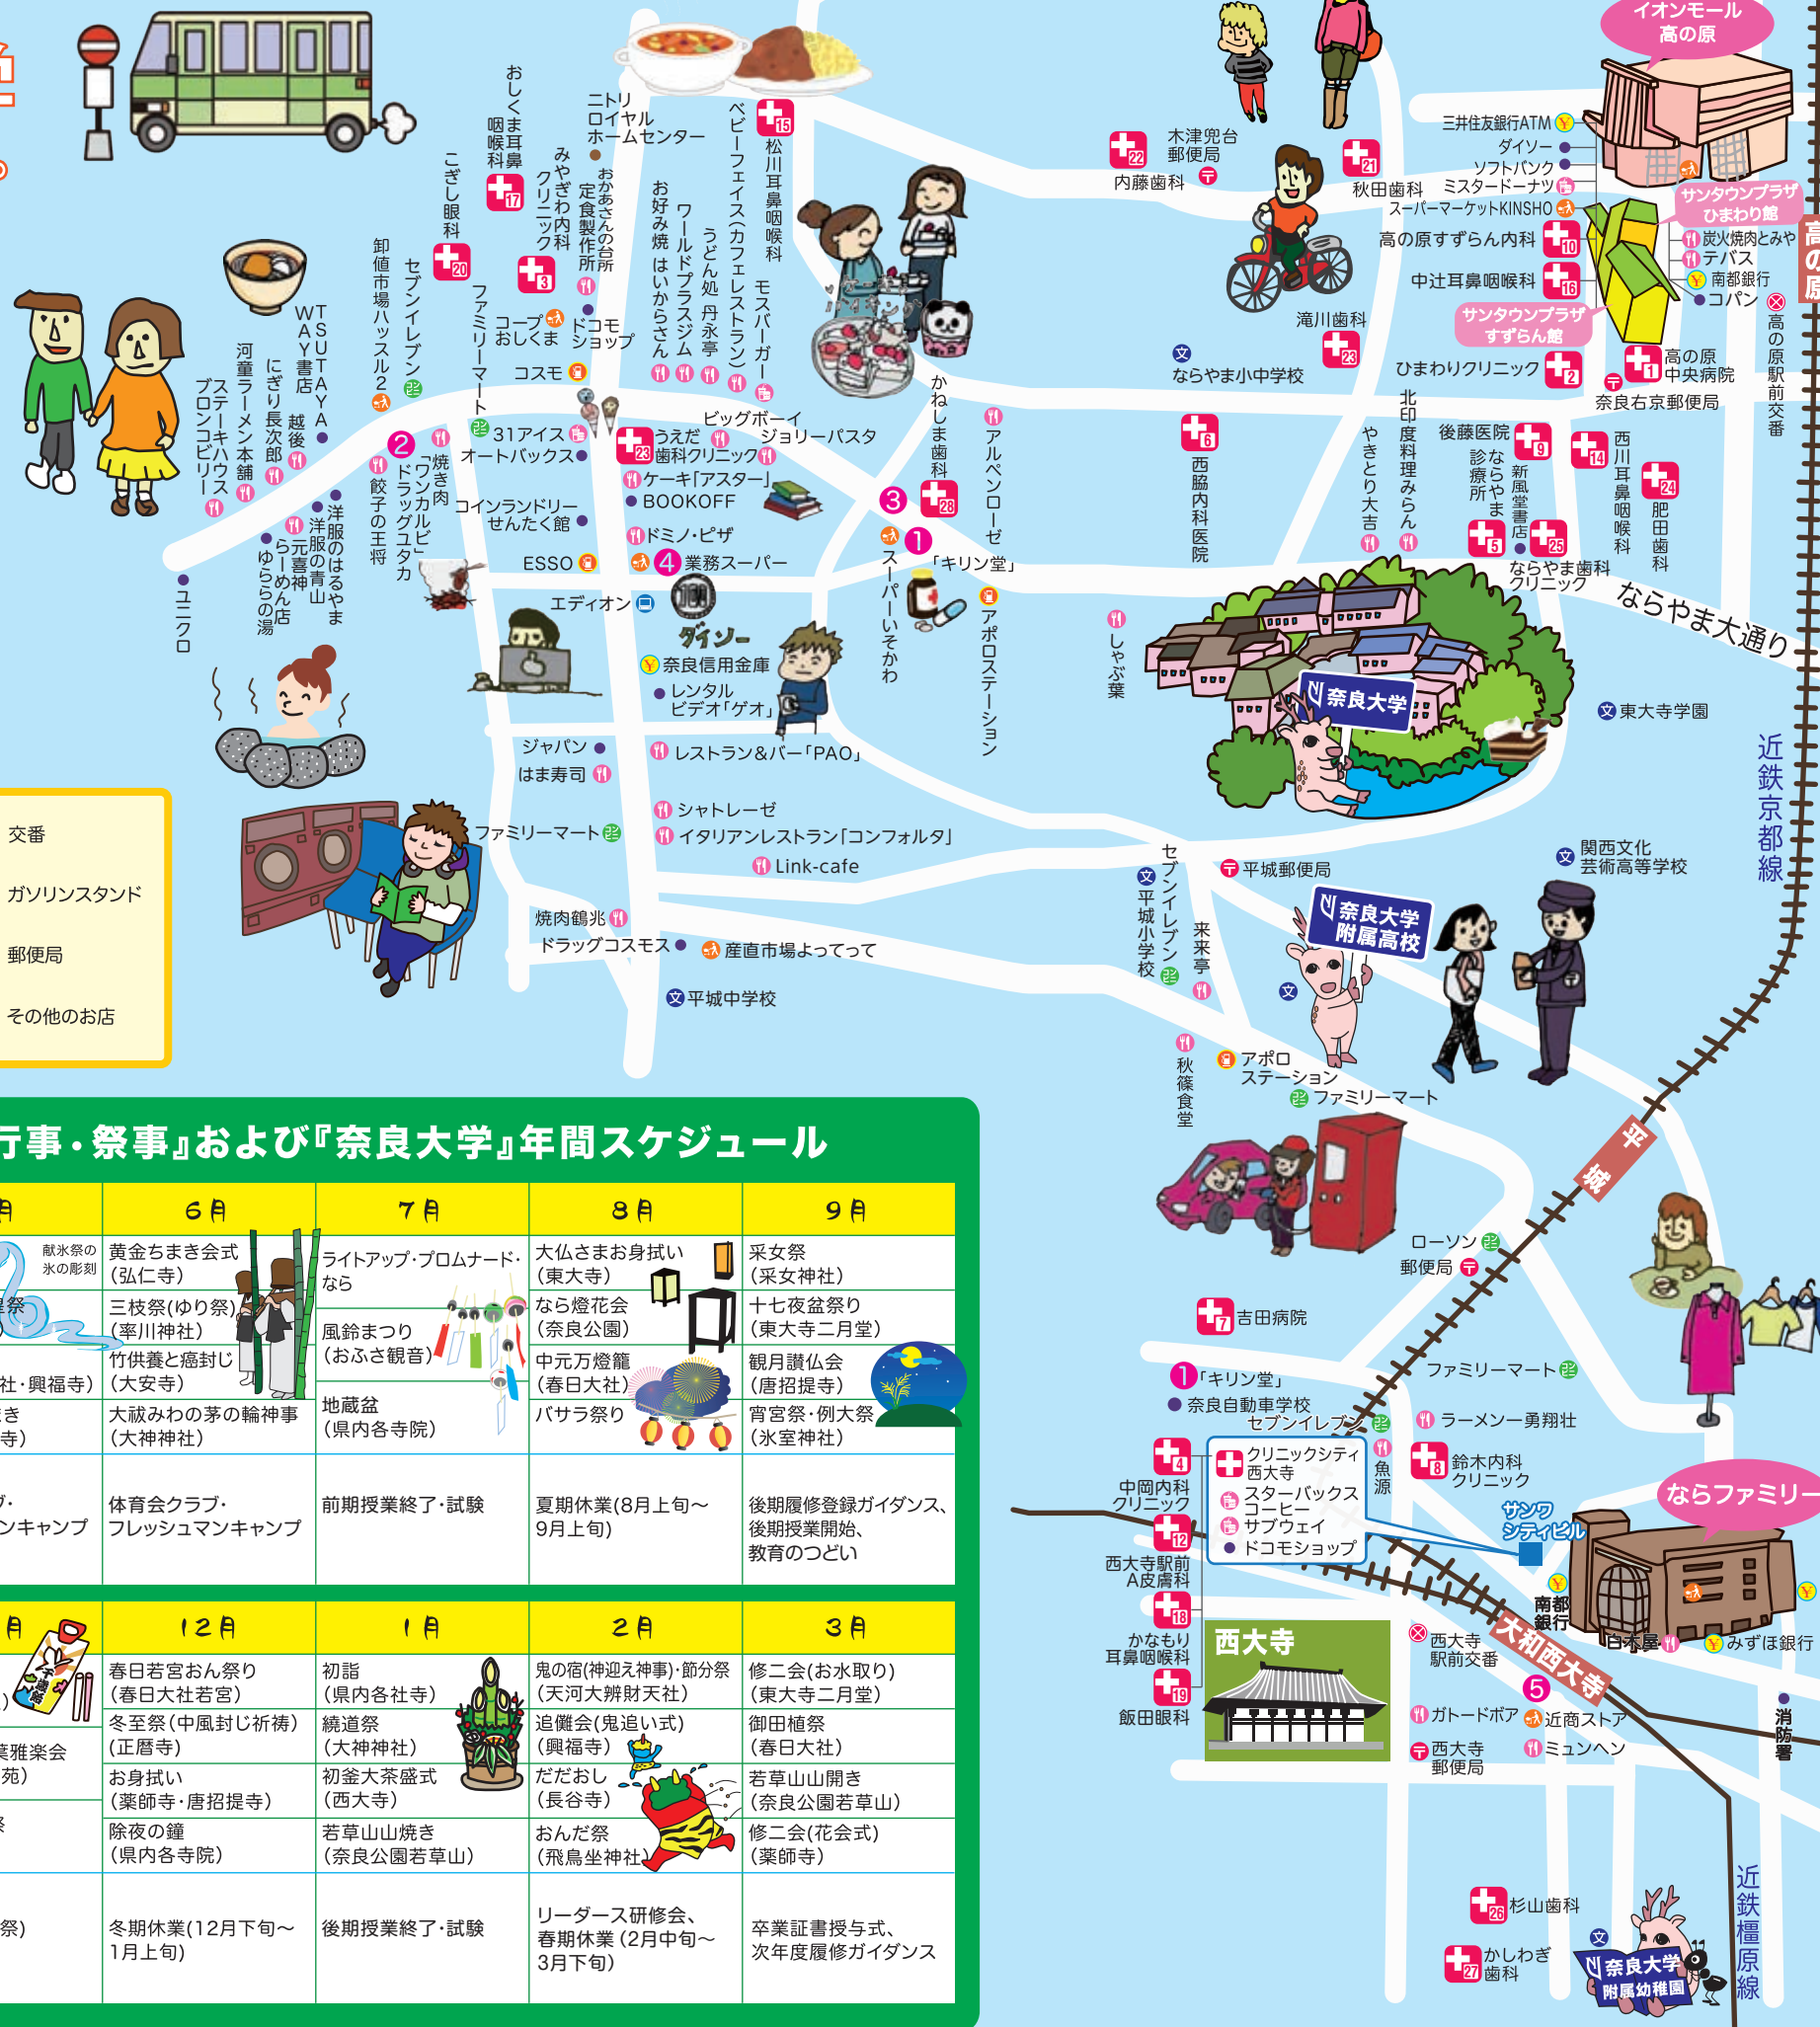 イオンモール
高の原
三井住友銀行ATM
ダイソー
ソフトバンク
ミスタードーナツ
スーパーマーケットKINSHO
サンタウンプラザ
ひまわり館
炭火焼肉とみや
テバス
南都銀行
コパン
高の原
高の原駅前交番
高の原すずらん内科
10
中辻耳鼻咽喉科
16
サンタウンプラザ
すずらん館
ひまわりクリニック
2
1
高の原
中央病院
奈良右京郵便局
22
内藤歯科
木津兜台
郵便局
21
秋田歯科
滝川歯科
23
ならやま小中学校
6
西脇内科医院
やきとり大吉
北印度料理みらん
後藤医院
9
ならやま
診療所
5
新風堂書店
25
ならやま歯科
クリニック
14
西川耳鼻咽喉科
24
肥田歯科
ならやま大通り
しゃぶ葉
奈良大学
東大寺学園
近鉄京都線
おしくま耳鼻
咽喉科
17
こぎし眼科
20
ニトリ
ロイヤル
ホームセンター
みやぎわ内科
クリニック
3
おかあさんの台所
定食製作所
ベビーフェイス(カフェレストラン)
15
松川耳鼻咽喉科
お好み焼 はいからさん
ワールドプラスジム
うどん処 丹永亭
モスバーガー
コープ
おしくま
ドコモ
ショップ
コスモ
ファミリーマート
セブンイレブン
卸値市場ハッスル2
TSUTAYA
WAY書店
越後
にぎり長次郎
河童ラーメン本舗
ステーキハウス
ブロンコビリー
2
ドラッグユタカ
焼き肉
「ワンカルビ」
餃子の王将
洋服のはるやま
洋服の青山
元喜神
らーめん店
ゆららの湯
ユニクロ
31アイス
オートバックス
コインランドリー
せんたく館
23
うえだ
歯科クリニック
ビッグボーイ
ジョリーパスタ
ケーキ「アスター」
BOOKOFF
ドミノ・ピザ
ESSO
4
業務スーパー
エディオン
100
ダイソー
奈良信用金庫
レンタル
ビデオ「ゲオ」
かねしま歯科
28
3
アルペンローゼ
1
「キリン堂」
スーパーいそかわ
アポロステーション
ジャパン
はま寿司
レストラン&バー「PAO」
シャトレーゼ
ファミリーマート
イタリアンレストラン「コンフォルタ」
Link-cafe
焼肉鶴兆
ドラッグコスモス
産直市場よってって
平城中学校
交番
ガソリンスタンド
郵便局
その他のお店
セブンイレブン
平城小学校
平城郵便局
来来亭
奈良大学
附属高校
関西文化
芸術高等学校
秋篠食堂
アポロ
ステーション
ファミリーマート
平城
ローソン
郵便局
7
吉田病院
1
「キリン堂」
奈良自動車学校
セブンイレブン
魚源
ファミリーマート
ラーメン一勇翔壮
8
鈴木内科
クリニック
クリニックシティ
西大寺
スターバックス
コーヒー
サブウェイ
ドコモショップ
4
中岡内科
クリニック
12
西大寺駅前
A皮膚科
18
かなもり
耳鼻咽喉科
19
飯田眼科
西大寺
サンワ
シティビル
ならファミリー
南都
銀行
白木屋
みずほ銀行
西大寺
駅前交番
大和西大寺
5
ガトードボア
近商ストア
西大寺
郵便局
ミュンヘン
消防署
26
杉山歯科
27
かしわぎ
歯科
奈良大学
附属幼稚園
近鉄橿原線
行事・祭事』および『奈良大学』年間スケジュール
月
6月
7月
8月
9月
献氷祭の
氷の彫刻
社・興福寺)
ンキャンプ
黄金ちまき会式
(弘仁寺)
三枝祭(ゆり祭)
(率川神社)
竹供養と癌封じ
(大安寺)
大祓みわの茅の輪神事
(大神神社)
体育会クラブ・
フレッシュマンキャンプ
ライトアップ・プロムナード・
なら
風鈴まつり
(おふさ観音)
地蔵盆
(県内各寺院)
前期授業終了・試験
大仏さまお身拭い
(東大寺)
なら燈花会
(奈良公園)
中元万燈籠
(春日大社)
バサラ祭り
夏期休業(8月上旬〜
9月上旬)
采女祭
(采女神社)
十七夜盆祭り
(東大寺二月堂)
観月讃仏会
(唐招提寺)
宵宮祭・例大祭
(氷室神社)
後期履修登録ガイダンス、
後期授業開始、
教育のつどい
月
12月
1月
2月
3月
千歳飴
葉雅楽会
苑)
祭)
春日若宮おん祭り
(春日大社若宮)
冬至祭(中風封じ祈祷)
(正暦寺)
お身拭い
(薬師寺・唐招提寺)
除夜の鐘
(県内各寺院)
冬期休業(12月下旬〜
1月上旬)
初詣
(県内各社寺)
繞道祭
(大神神社)
初釜大茶盛式
(西大寺)
若草山山焼き
(奈良公園若草山)
後期授業終了・試験
鬼の宿(神迎え神事)・節分祭
(天河大辨財天社)
追儺会(鬼追い式)
(興福寺)
だだおし
(長谷寺)
おんだ祭
(飛鳥坐神社)
リーダース研修会、
春期休業(2月中旬〜
3月下旬)
修二会(お水取り)
(東大寺二月堂)
御田植祭
(春日大社)
若草山山開き
(奈良公園若草山)
修二会(花会式)
(薬師寺)
卒業証書授与式、
次年度履修ガイダンス